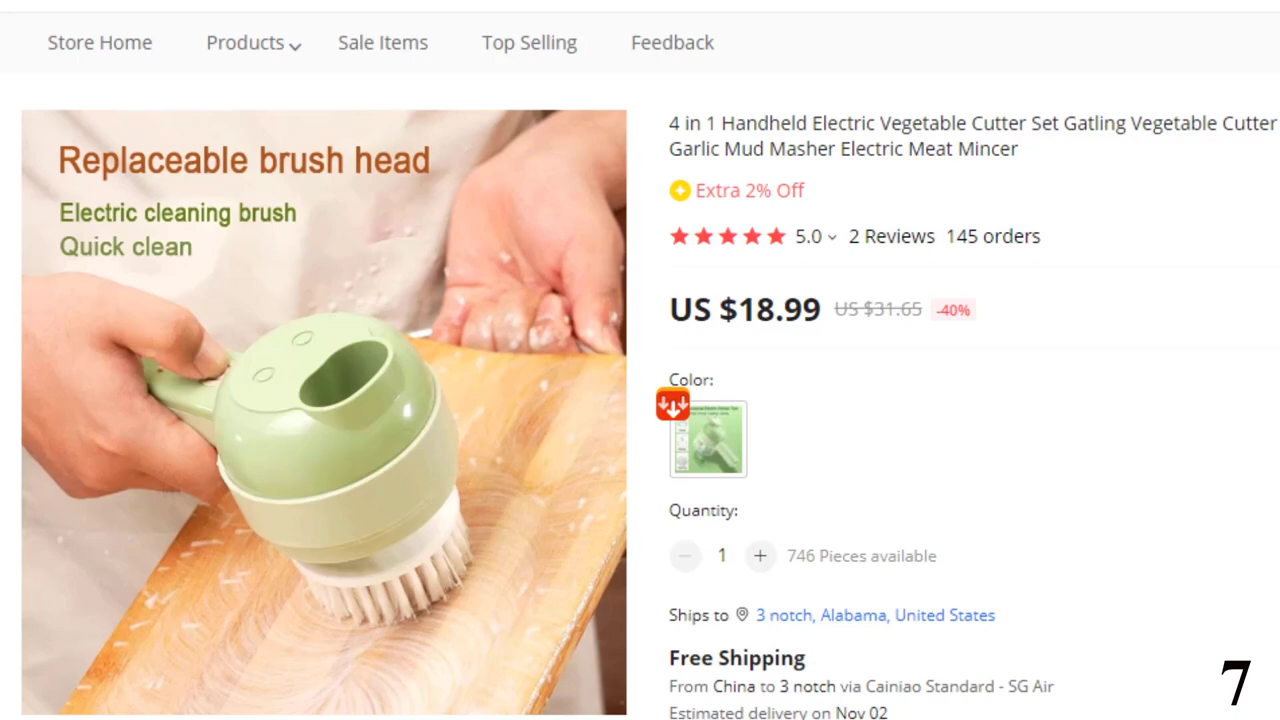 Store Home Products Sale Items Top Selling Feedback
Replaceable brush head
Electric cleaning brush
Quick clean
4 in 1 Handheld Electric Vegetable Cutter Set Gatling Vegetable Cutter
Garlic Mud Masher Electric Meat Mincer
Extra 2% Off
5.0 2 Reviews 145 orders
US $18.99 US $31.65 -40%
Color:
Quantity:
1 746 Pieces available
Ships to 3 notch, Alabama, United States
Free Shipping
From China to 3 notch via Cainiao Standard - SG Air
Estimated delivery on Nov 02
7